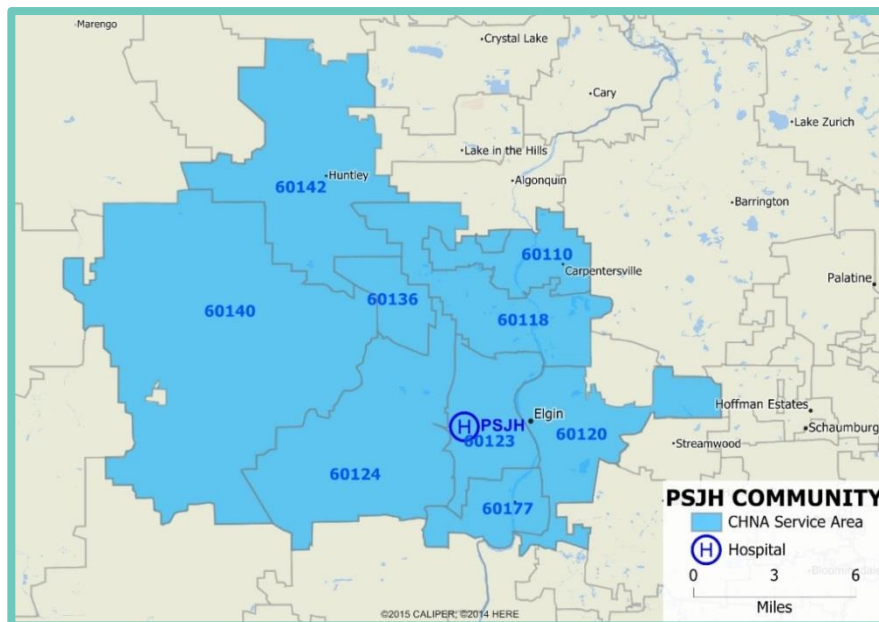 Marengo
Crystal Lake
Cary
Lake Zurich
Lake in the Hills
Huntley
60142
Algonquin
Barrington
60110
Carpentersville
Palatine
60136
60140
60118
Hoffman Estates
Elgin
H PSJH
60123
60120
Schaumburg
Streamwood
60124
60177
PSJH COMMUNITY
CHNA Service Area
H Hospital
Bloomingdale
0 3 6
Miles
©2015 CALIPER; ©2014 HERE